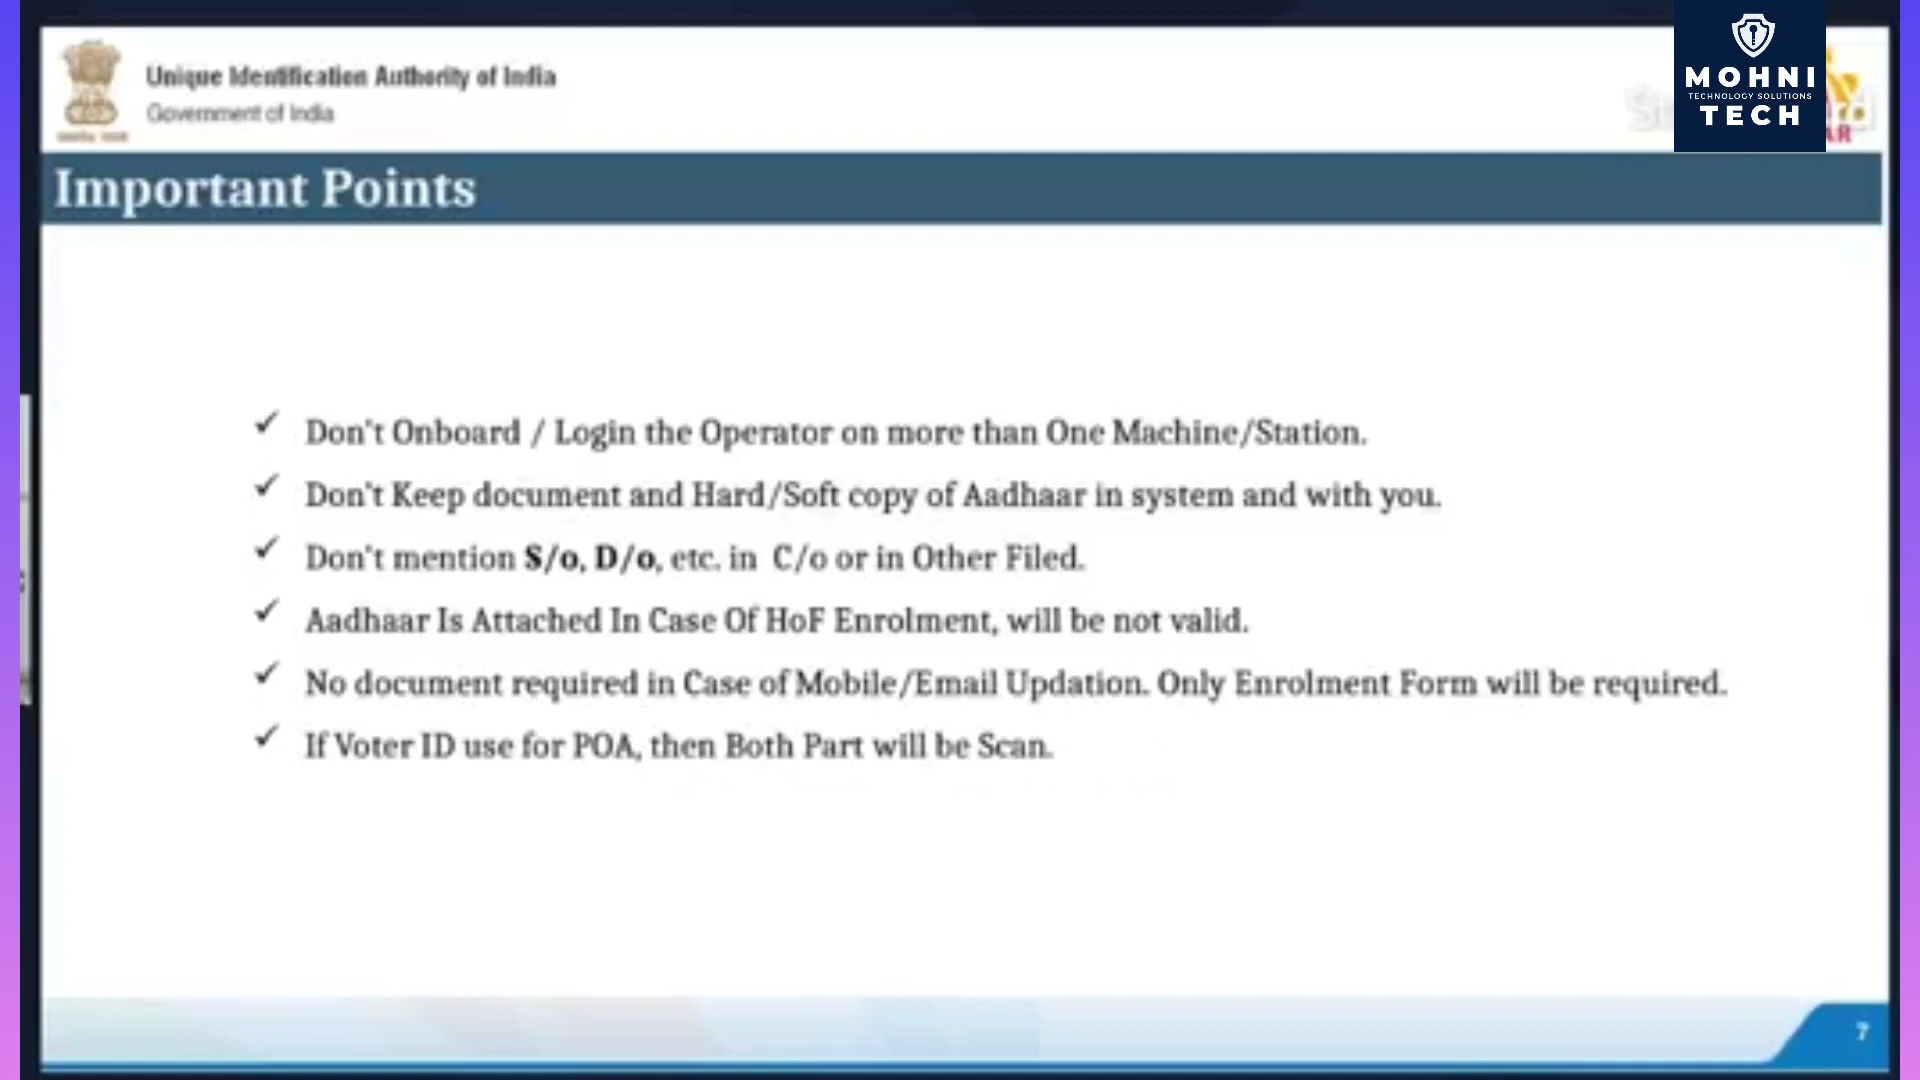 Unique Identification Authority of India
Government of India
MOHNI
TECHNOLOGY SOLUTIONS
TECH
Important Points
✓ Don't Onboard / Login the Operator on more than One Machine/Station.
✓ Don't Keep document and Hard/Soft copy of Aadhaar in system and with you.
✓ Don't mention S/o, D/o, etc. in C/o or in Other Filed.
✓ Aadhaar Is Attached In Case Of HoF Enrolment, will be not valid.
✓ No document required in Case of Mobile/Email Updation. Only Enrolment Form will be required.
✓ If Voter ID use for POA, then Both Part will be Scan.
7